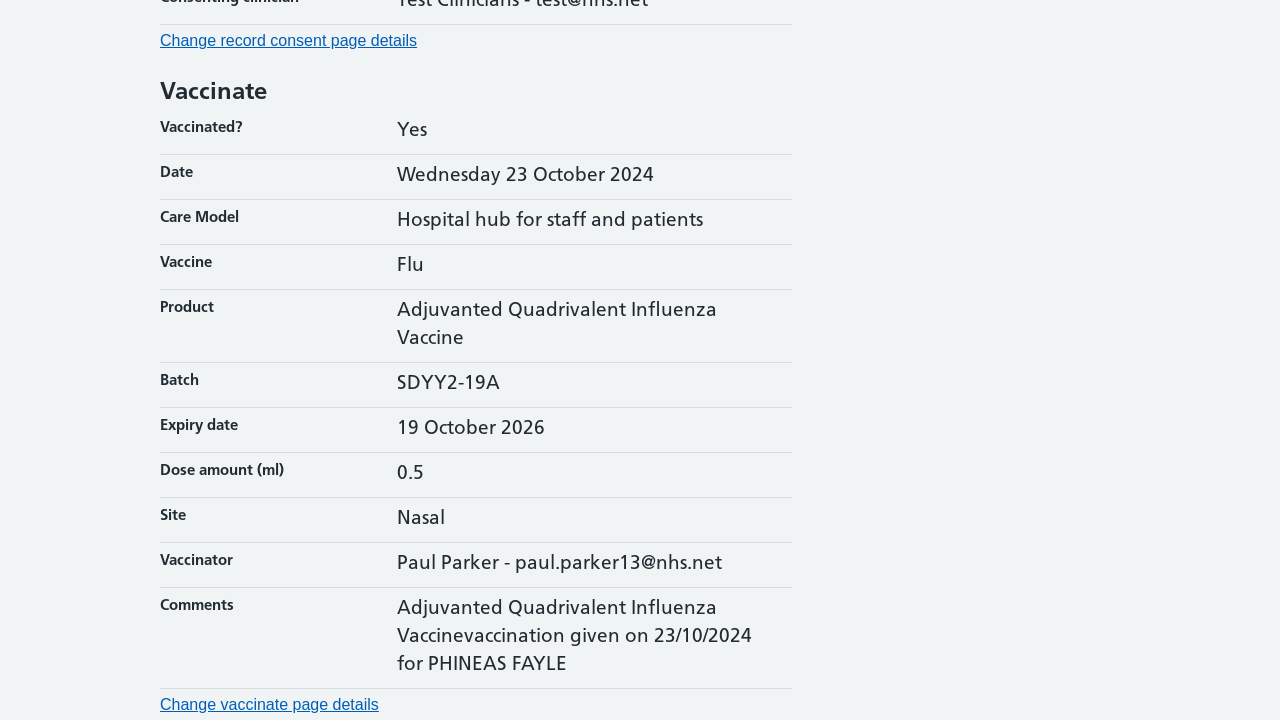 Consenting clinician
Test Clinicians - test@nhs.net
Change record consent page details
Vaccinate
Vaccinated?
Yes
Date
Wednesday 23 October 2024
Care Model
Hospital hub for staff and patients
Vaccine
Flu
Product
Adjuvanted Quadrivalent Influenza
Vaccine
Batch
SDYY2-19A
Expiry date
19 October 2026
Dose amount (ml)
0.5
Site
Nasal
Vaccinator
Paul Parker - paul.parker13@nhs.net
Comments
Adjuvanted Quadrivalent Influenza
Vaccinevaccination given on 23/10/2024
for PHINEAS FAYLE
Change vaccinate page details